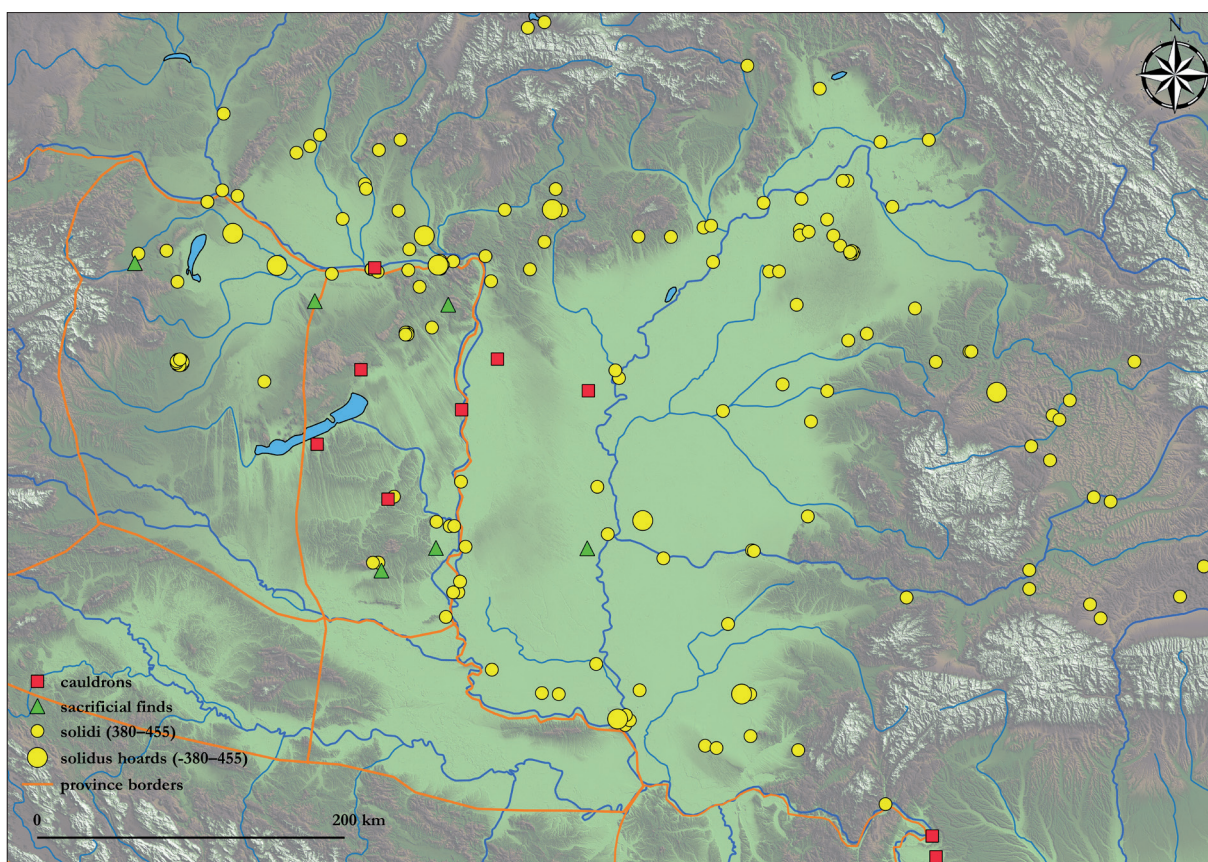 N
cauldrons
sacrificial finds
solidi (380–455)
solidus hoards (-380–455)
province borders
0 200 km